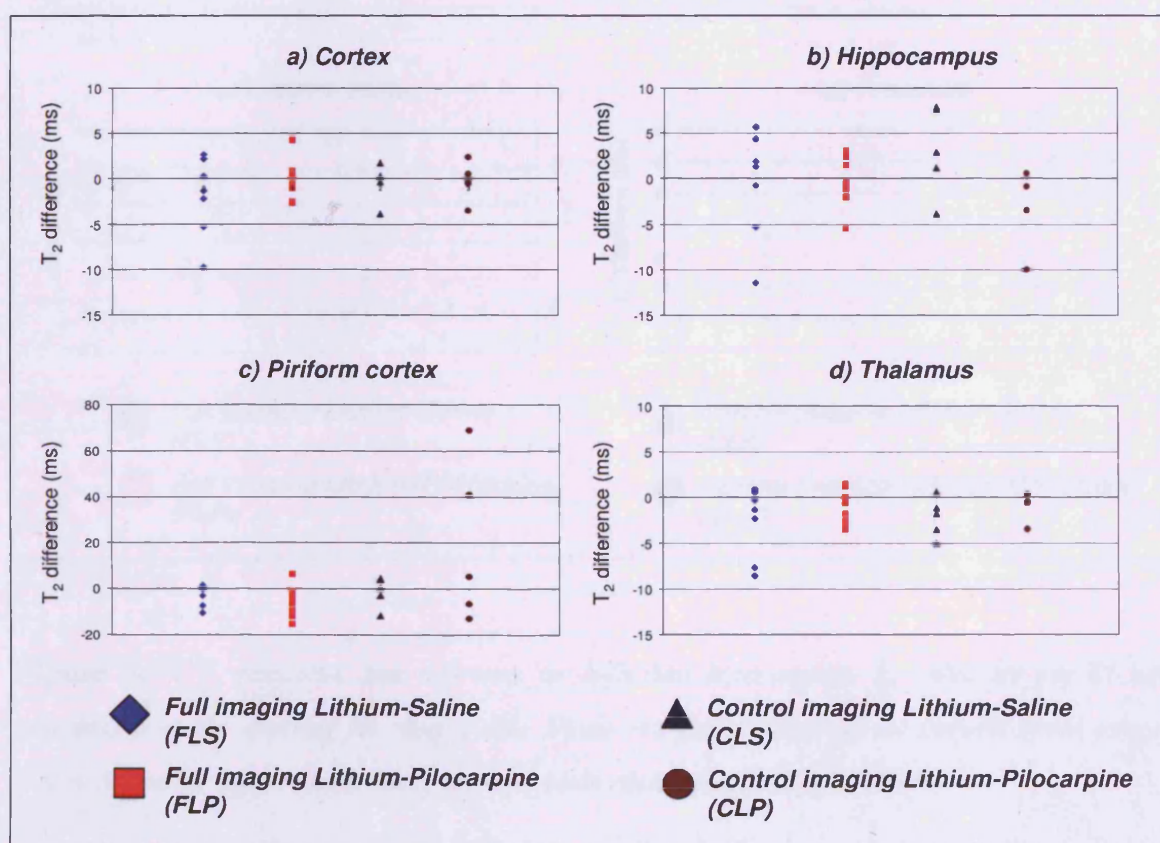 a) Cortex
T₂ difference (ms)
10
5
0
-5
-10
-15
b) Hippocampus
T₂ difference (ms)
10
5
0
-5
-10
-15
c) Piriform cortex
T₂ difference (ms)
80
60
40
20
0
-20
d) Thalamus
T₂ difference (ms)
10
5
0
-5
-10
-15
Full imaging Lithium-Saline
(FLS)
Control imaging Lithium-Saline
(CLS)
Full imaging Lithium-Pilocarpine
(FLP)
Control imaging Lithium-Pilocarpine
(CLP)